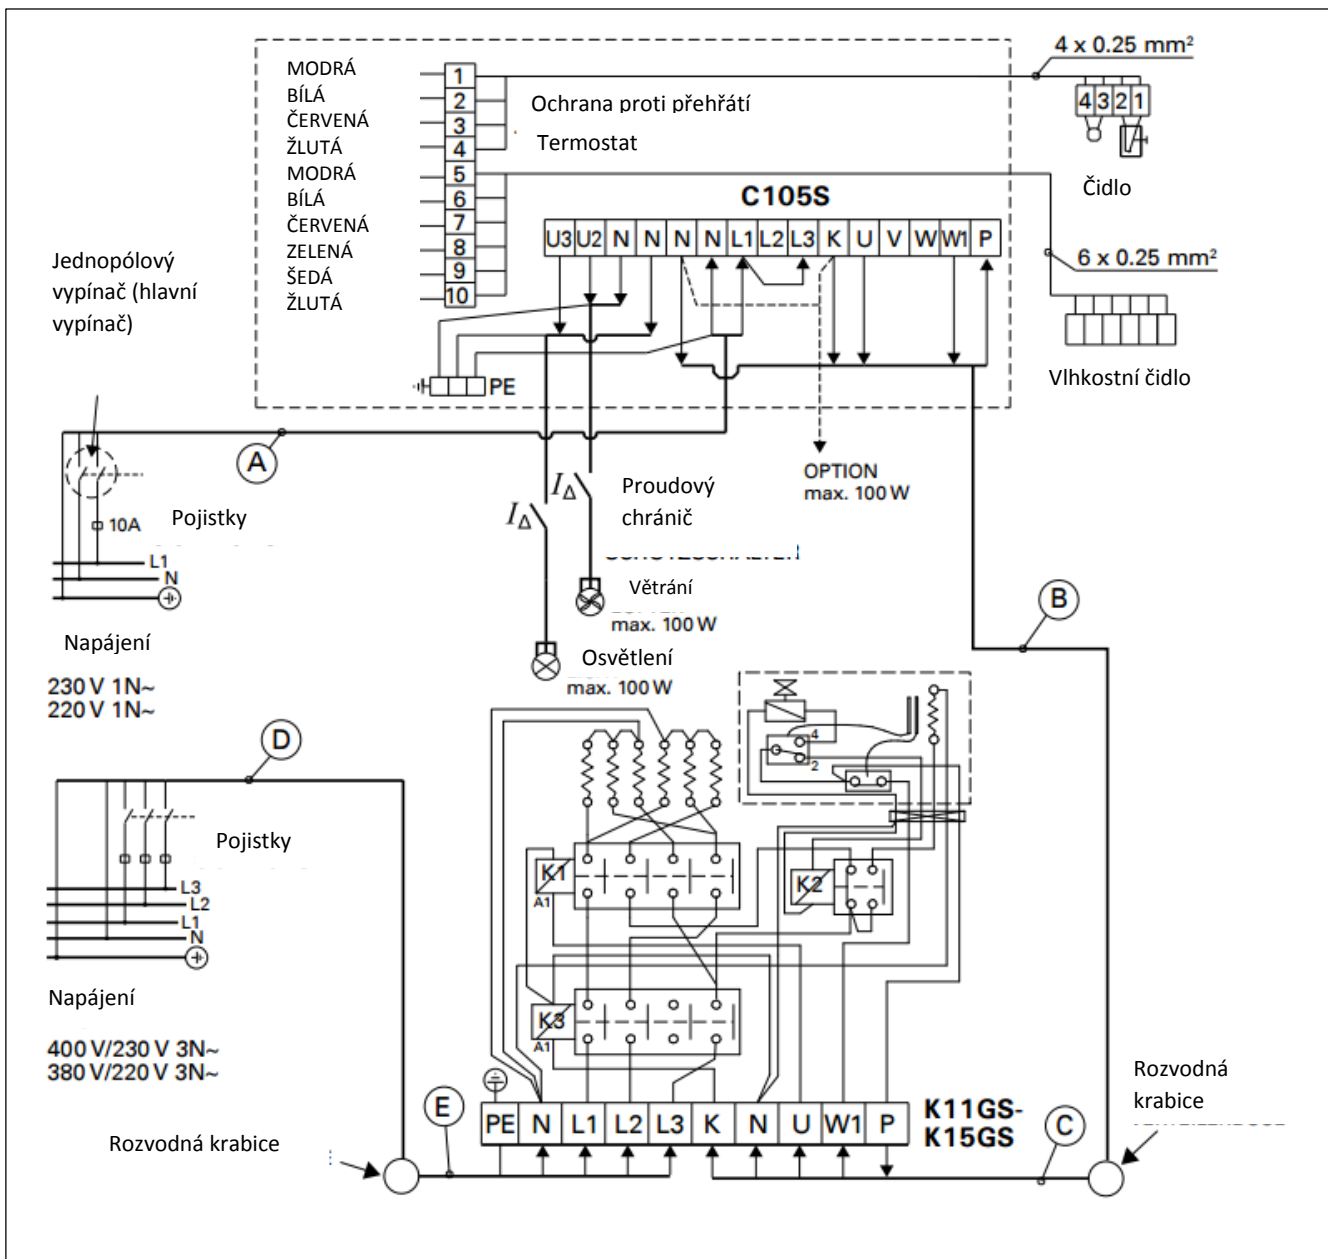 MODRÁ
BÍLÁ
ČERVENÁ
ŽLUTÁ
MODRÁ
BÍLÁ
ČERVENÁ
ZELENÁ
ŠEDÁ
ŽLUTÁ
1
2
3
4
5
6
7
8
9
10
Ochrana proti přehřátí
Termostat
4 x 0.25 mm²
4 3 2 1
Čidlo
C105S
U3 U2 N N N N L1 L2 L3 K U V W W1 P
6 x 0.25 mm²
Vlhkostní čidlo
Jednopólový
vypínač (hlavní
vypínač)
PE
A
10A
Pojistky
L1
N
Napájení
230 V 1N~
220 V 1N~
I∆
I∆
Proudový
chránič
OPTION
max. 100 W
Větrání
max. 100 W
Osvětlení
max. 100 W
B
D
Pojistky
L3
L2
L1
N
Napájení
400 V/230 V 3N~
380 V/220 V 3N~
4
2
K1
A1
K2
K3
A1
E
PE N L1 L2 L3 K N U W1 P
K11GS-
K15GS
C
Rozvodná krabice
Rozvodná
krabice